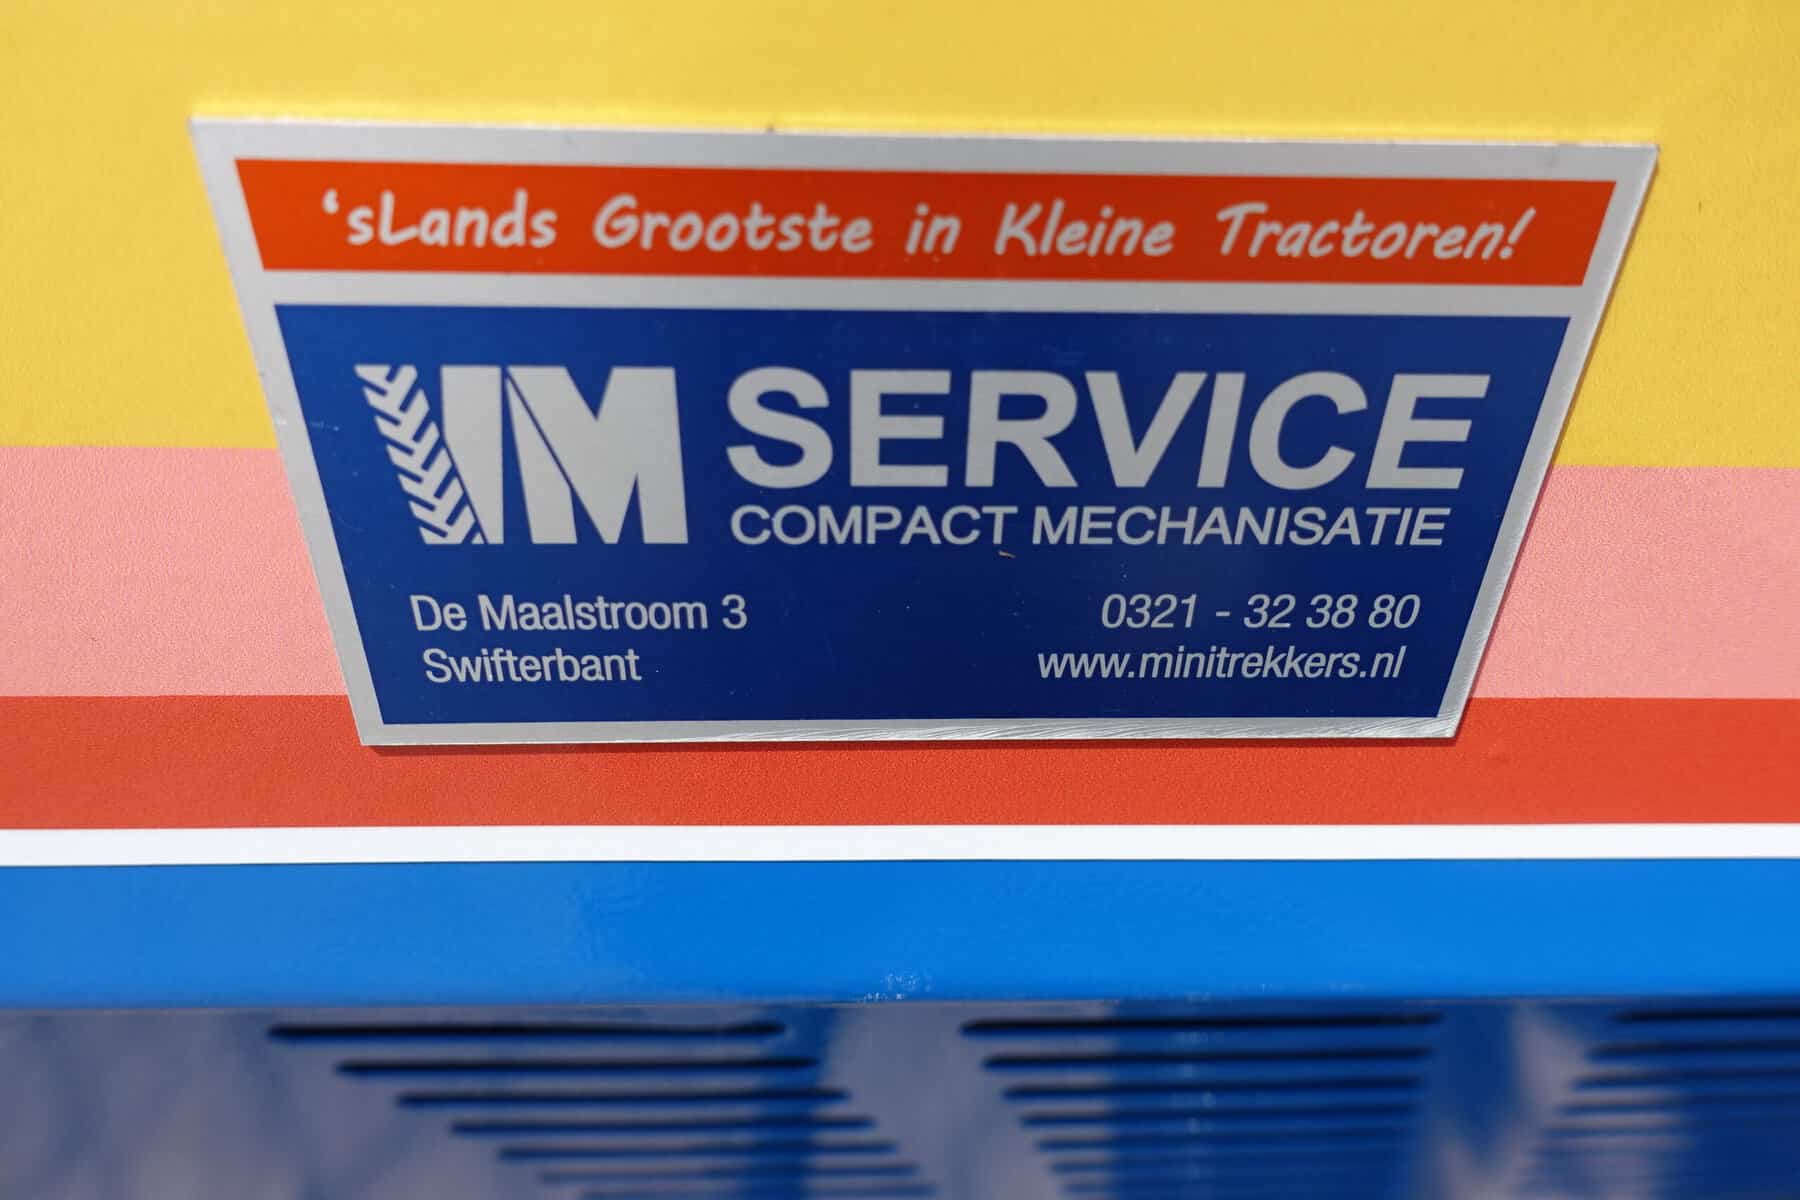 ‘sLands Grootste in Kleine Tractoren!
IM SERVICE
COMPACT MECHANISATIE
De Maalstroom 3
Swifterbant
0321 - 32 38 80
www.minitrekkers.nl